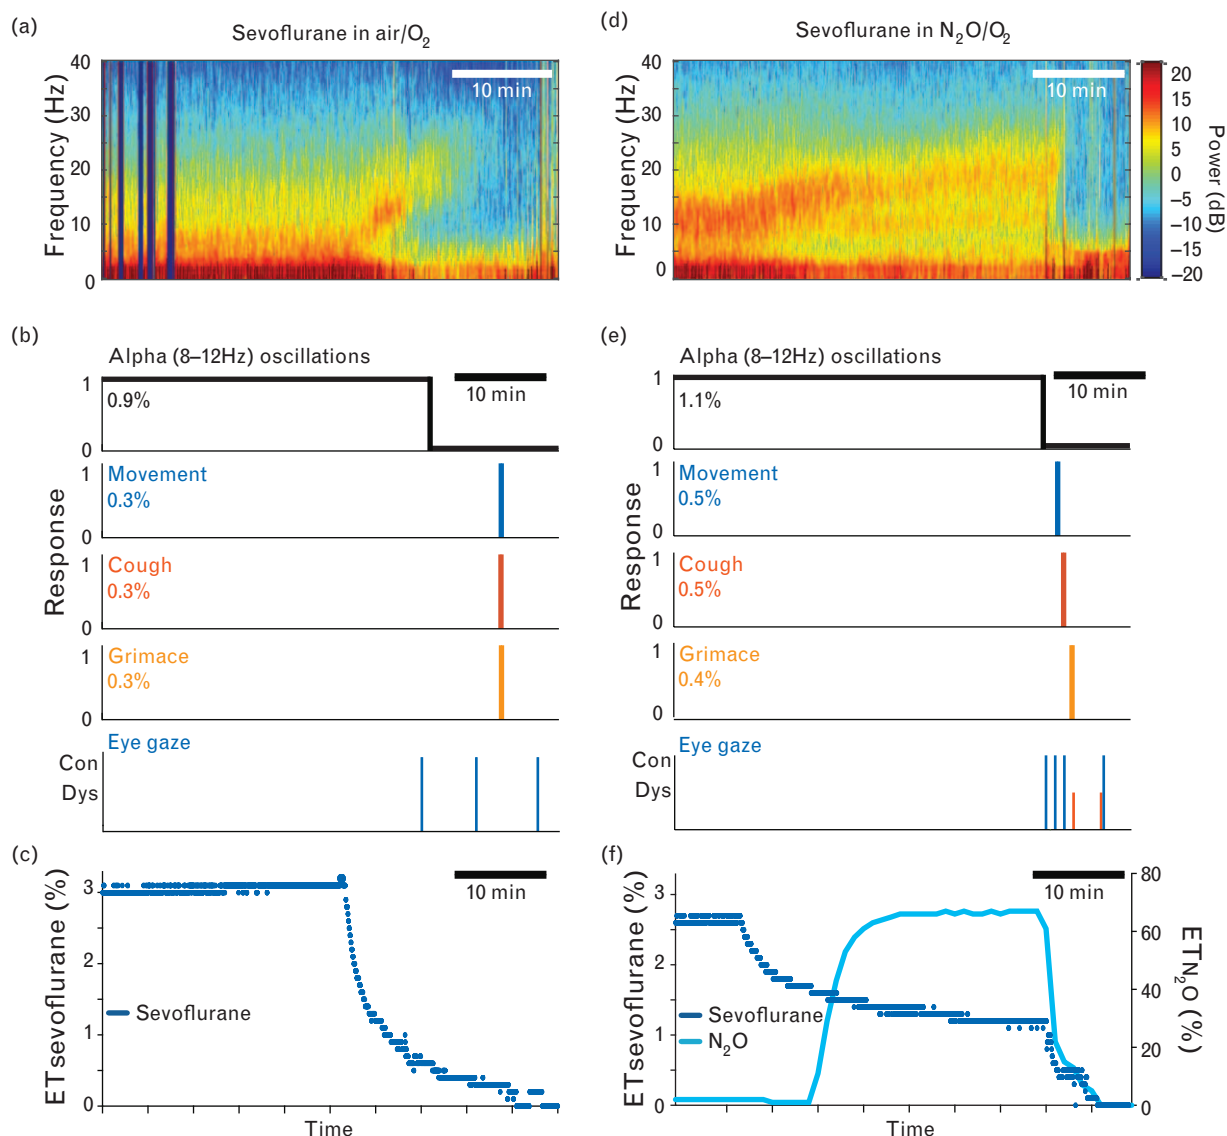 (a)
Sevoflurane in air/O2
40
30
20
10
0
Frequency (Hz)
10 min
(d)
Sevoflurane in N2O/O2
40
30
20
10
0
Frequency (Hz)
10 min
20
15
10
5
0
−5
−10
−15
−20
Power (dB)
(b)
Alpha (8–12Hz) oscillations
1
0.9%
0
10 min
Response
1
Movement
0.3%
0
1
Cough
0.3%
0
1
Grimace
0.3%
0
Eye gaze
Con
Dys
(e)
Alpha (8–12Hz) oscillations
1
1.1%
0
10 min
Response
1
Movement
0.5%
0
1
Cough
0.5%
0
1
Grimace
0.4%
0
Eye gaze
Con
Dys
(c)
10 min
ET sevoflurane (%)
3
2
1
0
Sevoflurane
Time
(f)
10 min
ET sevoflurane (%)
3
2
1
0
Sevoflurane
N2O
80
60
40
20
0
ETN2O (%)
Time